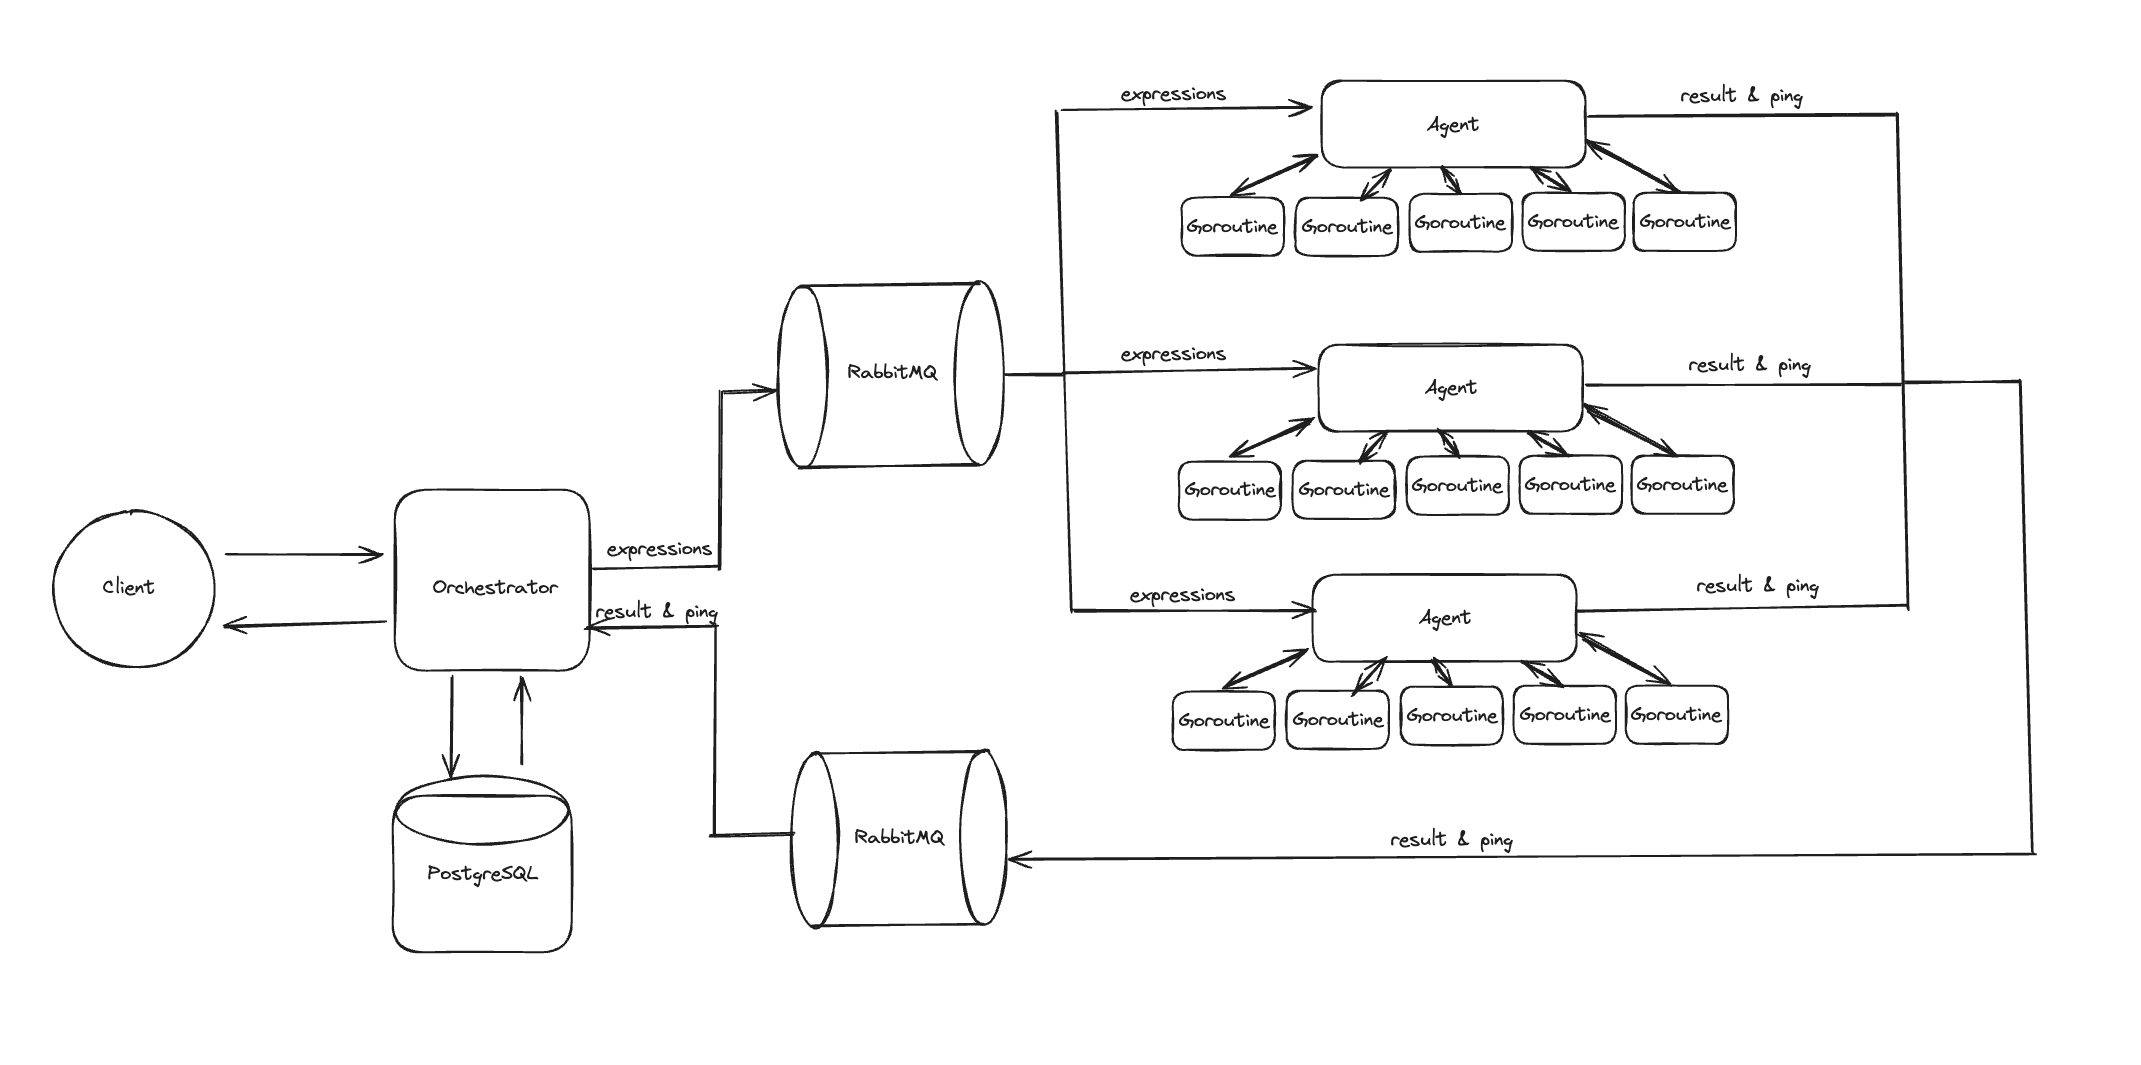 expressions
result & ping
Agent
Goroutine
Goroutine
Goroutine
Goroutine
Goroutine
RabbitMQ
expressions
result & ping
Agent
Goroutine
Goroutine
Goroutine
Goroutine
Goroutine
Client
Orchestrator
expressions
result & ping
expressions
result & ping
Agent
Goroutine
Goroutine
Goroutine
Goroutine
Goroutine
PostgreSQL
RabbitMQ
result & ping